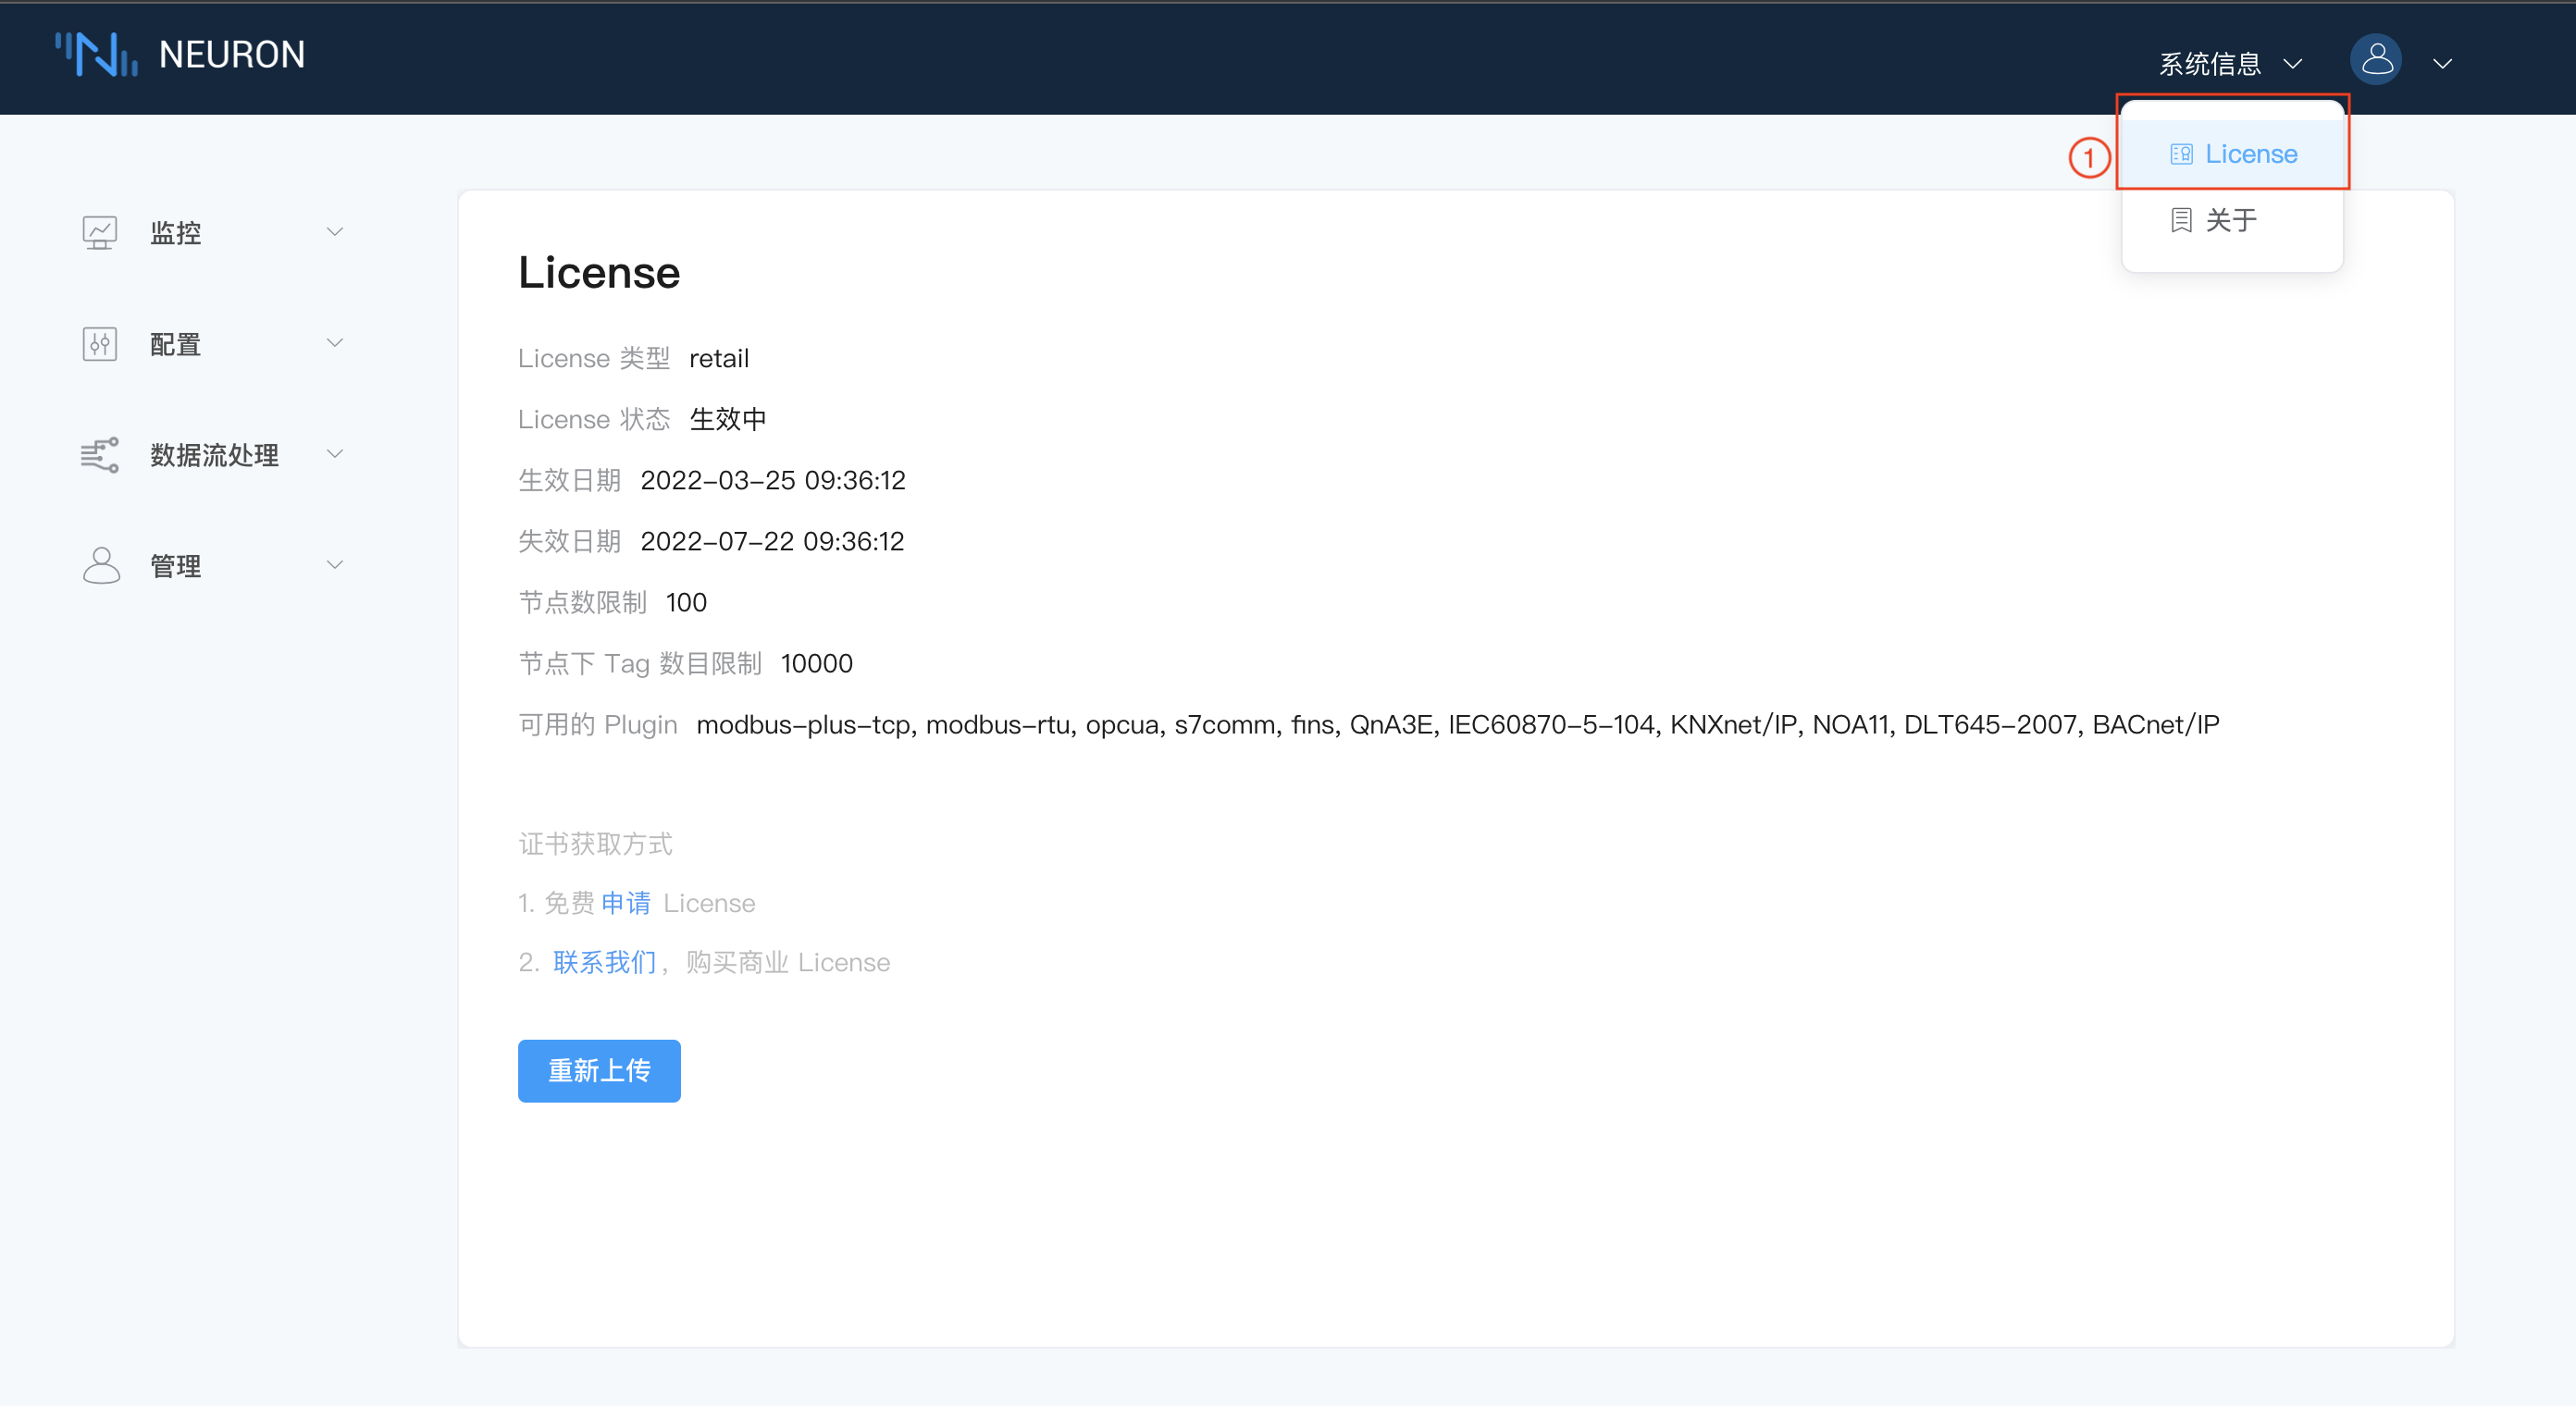 NEURON
系统信息
1
License
关于
监控
配置
数据流处理
管理
License
License 类型 retail
License 状态 生效中
生效日期 2022-03-25 09:36:12
失效日期 2022-07-22 09:36:12
节点数限制 100
节点下 Tag 数目限制 10000
可用的 Plugin modbus-plus-tcp, modbus-rtu, opcua, s7comm, fins, QnA3E, IEC60870-5-104, KNXnet/IP, NOA11, DLT645-2007, BACnet/IP
证书获取方式
1. 免费 申请 License
2. 联系我们，购买商业 License
重新上传